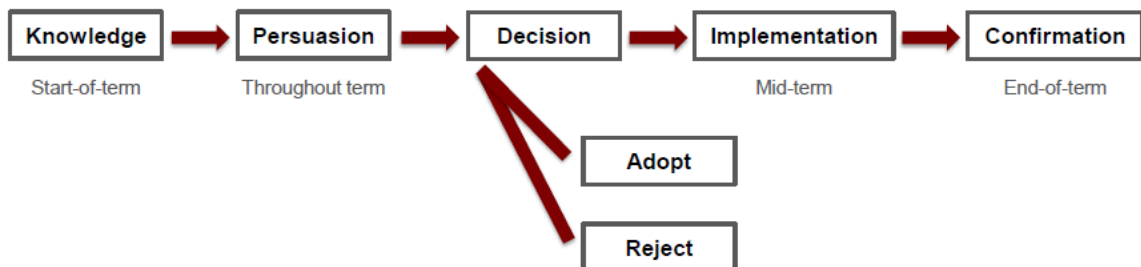 Knowledge
Persuasion
Decision
Implementation
Confirmation
Start-of-term
Throughout term
Mid-term
End-of-term
Adopt
Reject